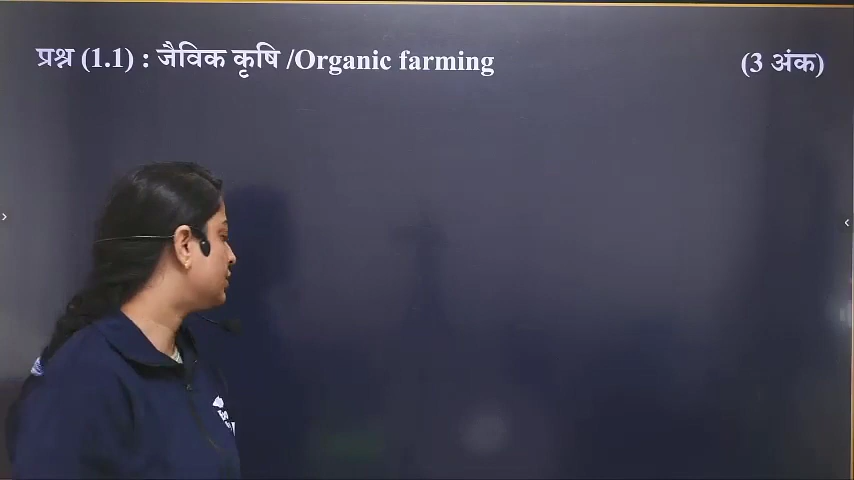 प्रश्न (1.1) : जैविक कृषि /Organic farming (3 अंक)